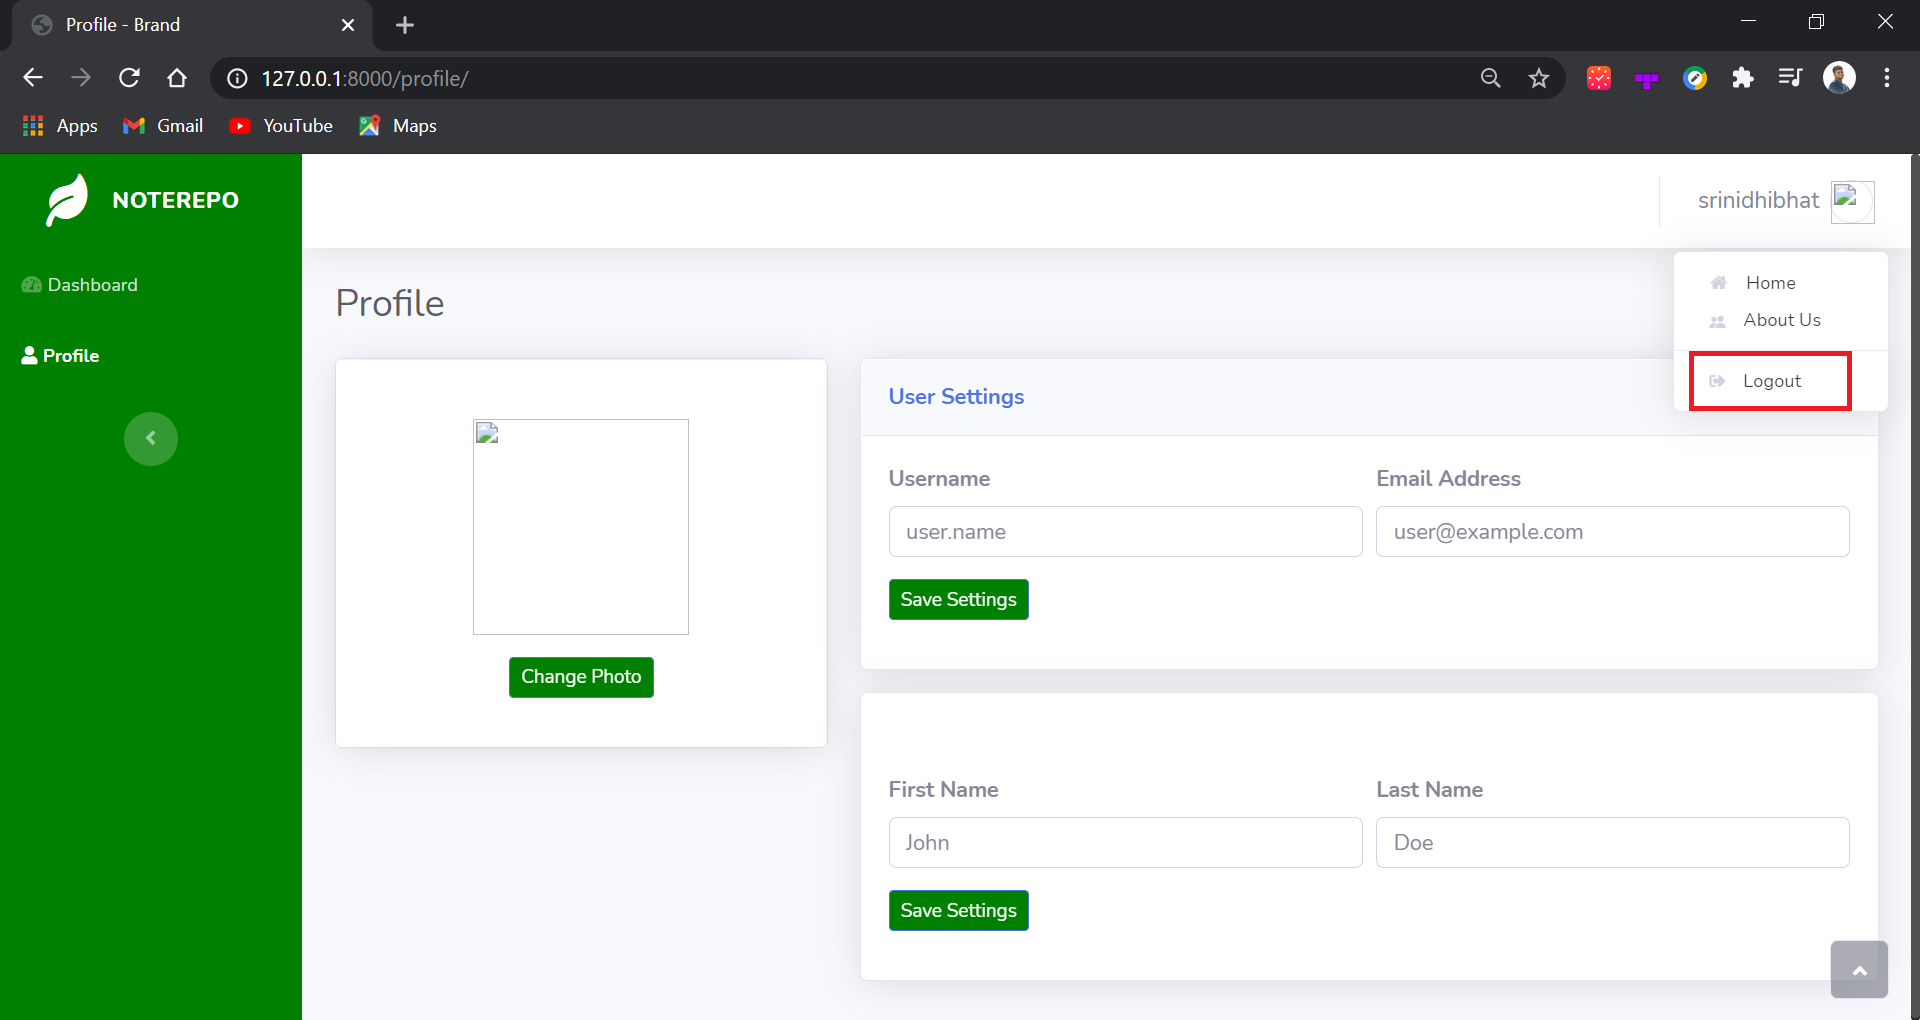 Profile - Brand
127.0.0.1:8000/profile/
Apps
Gmail
YouTube
Maps
NOTEREPO
srinidhibhat
Dashboard
Profile
Home
About Us
Logout
Profile
Change Photo
User Settings
Username
Email Address
user.name
user@example.com
Save Settings
First Name
Last Name
John
Doe
Save Settings